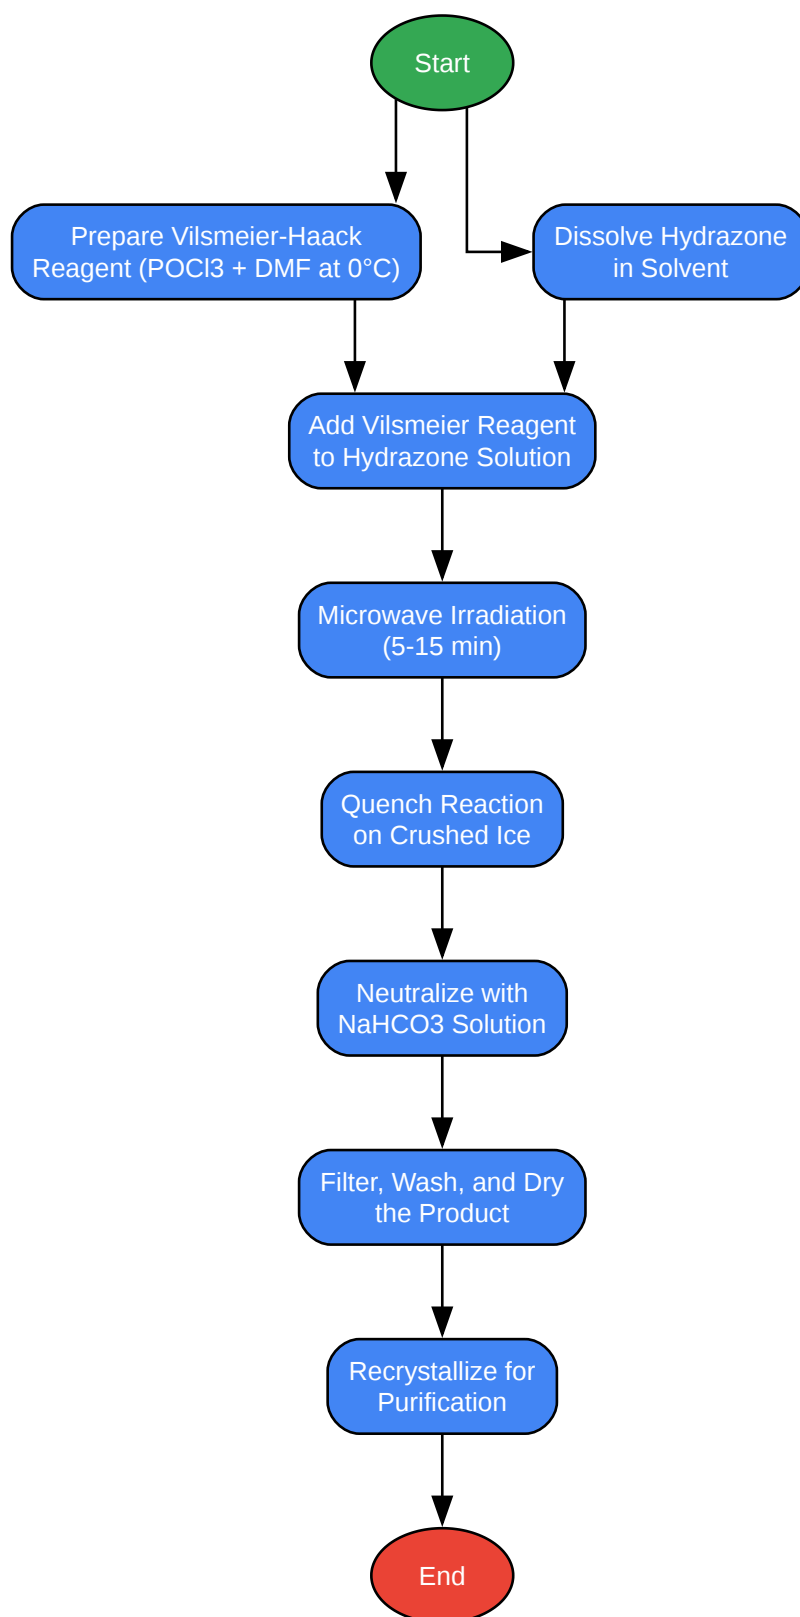 Start
Prepare Vilsmeier-Haack
Reagent (POCl3 + DMF at 0°C)
Dissolve Hydrazone
in Solvent
Add Vilsmeier Reagent
to Hydrazone Solution
Microwave Irradiation
(5-15 min)
Quench Reaction
on Crushed Ice
Neutralize with
NaHCO3 Solution
Filter, Wash, and Dry
the Product
Recrystallize for
Purification
End